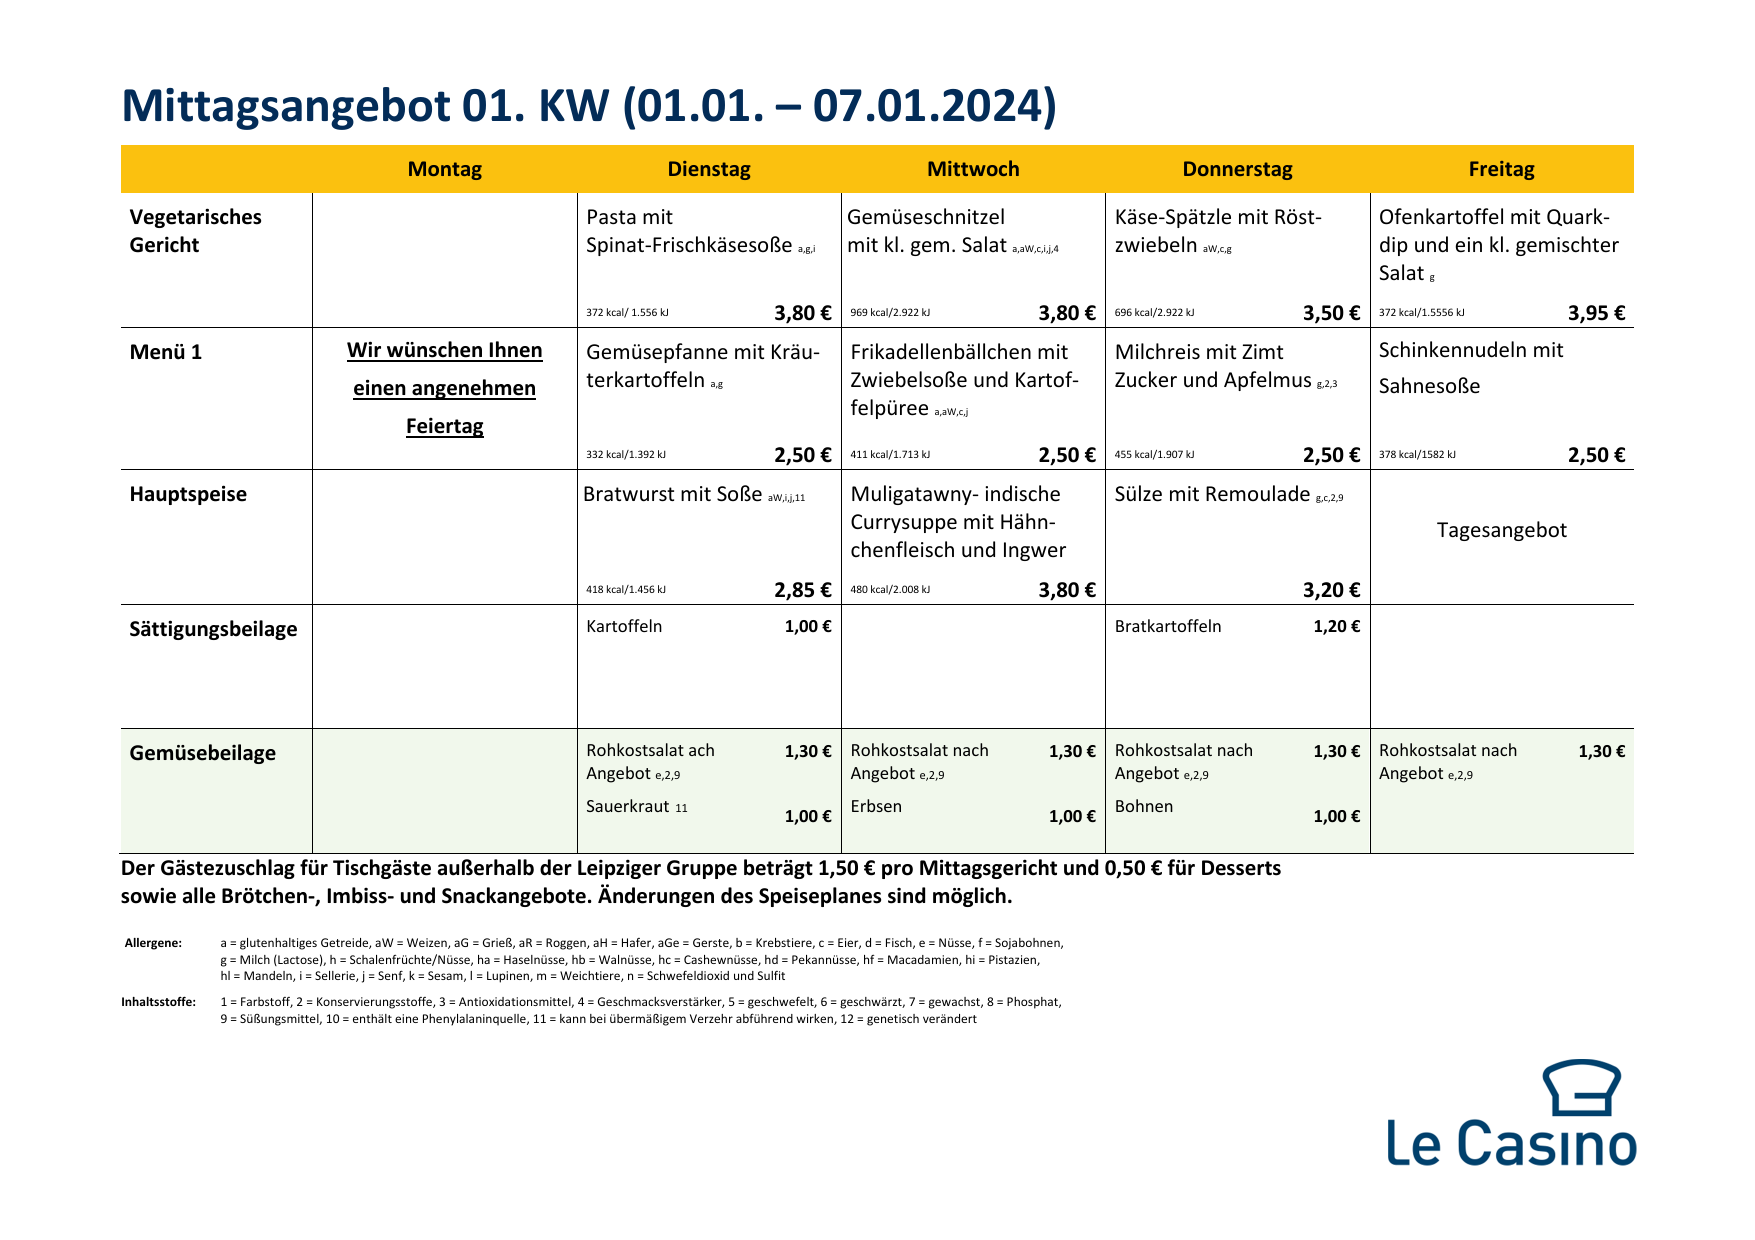 Mittagsangebot 01. KW (01.01. – 07.01.2024)
Montag Dienstag Mittwoch Donnerstag Freitag
Vegetarisches
Gericht
Pasta mit
Spinat-Frischkäsesoße a,g,i
372 kcal/ 1.556 kJ 3,80 €
Gemüseschnitzel
mit kl. gem. Salat a,aW,c,i,j,4
969 kcal/2.922 kJ 3,80 €
Käse-Spätzle mit Röst-
zwiebeln aW,c,g
696 kcal/2.922 kJ 3,50 €
Ofenkartoffel mit Quark-
dip und ein kl. gemischter
Salat g
372 kcal/1.5556 kJ 3,95 €
Menü 1
Wir wünschen Ihnen
einen angenehmen
Feiertag
Gemüsepfanne mit Kräu-
terkartoffeln a,g
332 kcal/1.392 kJ 2,50 €
Frikadellenbällchen mit
Zwiebelsoße und Kartof-
felpüree a,aW,c,j
411 kcal/1.713 kJ 2,50 €
Milchreis mit Zimt
Zucker und Apfelmus g,2,3
455 kcal/1.907 kJ 2,50 €
Schinkennudeln mit
Sahnesoße
378 kcal/1582 kJ 2,50 €
Hauptspeise
Bratwurst mit Soße aW,i,j,11
418 kcal/1.456 kJ 2,85 €
Muligatawny- indische
Currysuppe mit Hähn-
chenfleisch und Ingwer
480 kcal/2.008 kJ 3,80 €
Sülze mit Remoulade g,c,2,9
3,20 €
Tagesangebot
Sättigungsbeilage
Kartoffeln 1,00 €
Bratkartoffeln 1,20 €
Gemüsebeilage
Rohkostsalat ach 1,30 €
Angebot e,2,9
Sauerkraut 11
1,00 €
Rohkostsalat nach 1,30 €
Angebot e,2,9
Erbsen
1,00 €
Rohkostsalat nach 1,30 €
Angebot e,2,9
Bohnen
1,00 €
Rohkostsalat nach 1,30 €
Angebot e,2,9
Der Gästezuschlag für Tischgäste außerhalb der Leipziger Gruppe beträgt 1,50 € pro Mittagsgericht und 0,50 € für Desserts
sowie alle Brötchen-, Imbiss- und Snackangebote. Änderungen des Speiseplanes sind möglich.
Allergene: a = glutenhaltiges Getreide, aW = Weizen, aG = Grieß, aR = Roggen, aH = Hafer, aGe = Gerste, b = Krebstiere, c = Eier, d = Fisch, e = Nüsse, f = Sojabohnen,
g = Milch (Lactose), h = Schalenfrüchte/Nüsse, ha = Haselnüsse, hb = Walnüsse, hc = Cashewnüsse, hd = Pekannüsse, hf = Macadamien, hi = Pistazien,
hl = Mandeln, i = Sellerie, j = Senf, k = Sesam, l = Lupinen, m = Weichtiere, n = Schwefeldioxid und Sulfit
Inhaltsstoffe: 1 = Farbstoff, 2 = Konservierungsstoffe, 3 = Antioxidationsmittel, 4 = Geschmacksverstärker, 5 = geschwefelt, 6 = geschwärzt, 7 = gewachst, 8 = Phosphat,
9 = Süßungsmittel, 10 = enthält eine Phenylalaninquelle, 11 = kann bei übermäßigem Verzehr abführend wirken, 12 = genetisch verändert
Le Casino